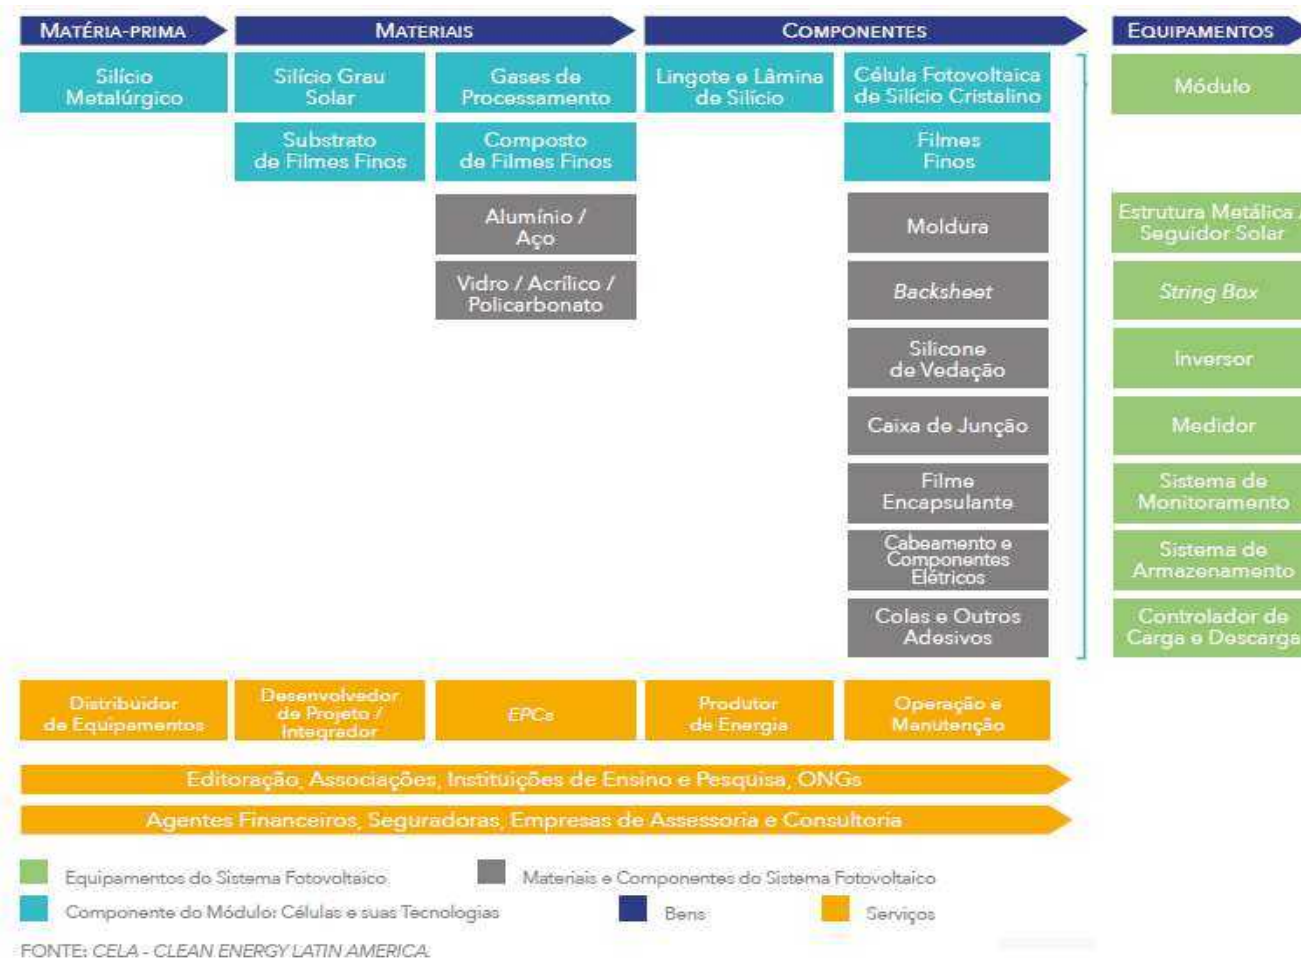 MATÉRIA-PRIMA
MATERIAIS
COMPONENTES
EQUIPAMENTOS
Silício
Metalúrgico
Silício Grau
Solar
Gases de
Processamento
Lingote e Lâmina
de Silício
Célula Fotovoltaica
de Silício Cristalino
Módulo
Substrato
de Filmes Finos
Composto
de Filmes Finos
Filmes
Finos
Alumínio /
Aço
Moldura
Estrutura Metálica /
Seguidor Solar
Vidro / Acrílico /
Policarbonato
Backsheet
String Box
Silicone
de Vedação
Inversor
Caixa de Junção
Medidor
Filme
Encapsulante
Sistema de
Monitoramento
Cabeamento e
Componentes
Elétricos
Sistema de
Armazenamento
Colas e Outros
Adesivos
Controlador de
Carga e Descarga
Distribuidor
de Equipamentos
Desenvolvedor
de Projeto /
Integrador
EPCs
Produtor
de Energia
Operação e
Manutenção
Editoração, Associações, Instituições de Ensino e Pesquisa, ONGs
Agentes Financeiros, Seguradoras, Empresas de Assessoria e Consultoria
Equipamentos do Sistema Fotovoltaico
Materiais e Componentes do Sistema Fotovoltaico
Componente do Módulo: Células e suas Tecnologias
Bens
Serviços
FONTE: CELA - CLEAN ENERGY LATIN AMERICA.